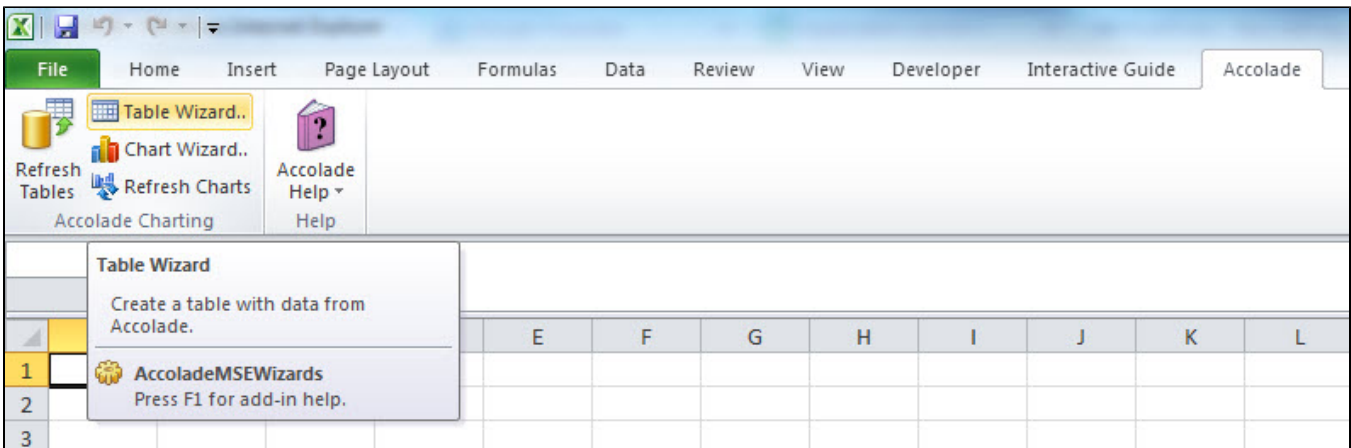 File Home Insert Page Layout Formulas Data Review View Developer Interactive Guide Accolade
Table Wizard..
Chart Wizard..
Refresh Charts
Refresh
Tables
Accolade
Help
Accolade Charting
Help
Table Wizard
Create a table with data from
Accolade.
AccoladeMSEWizards
Press F1 for add-in help.
E F G H I J K L
1
2
3